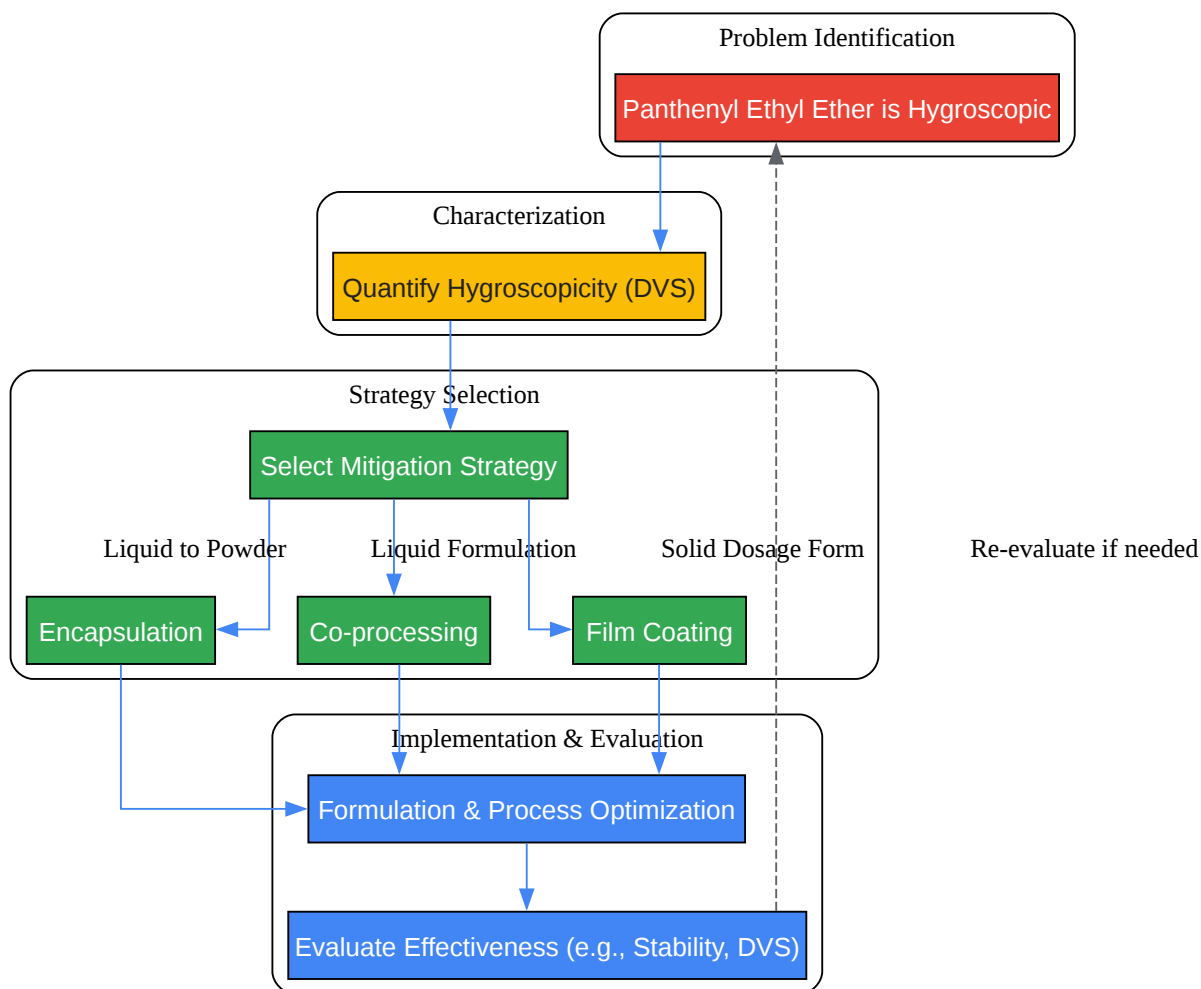 Problem Identification
Panthenyl Ethyl Ether is Hygroscopic
Characterization
Quantify Hygroscopicity (DVS)
Strategy Selection
Select Mitigation Strategy
Liquid to Powder
Liquid Formulation
Solid Dosage Form
Re-evaluate if needed
Encapsulation
Co-processing
Film Coating
Implementation & Evaluation
Formulation & Process Optimization
Evaluate Effectiveness (e.g., Stability, DVS)